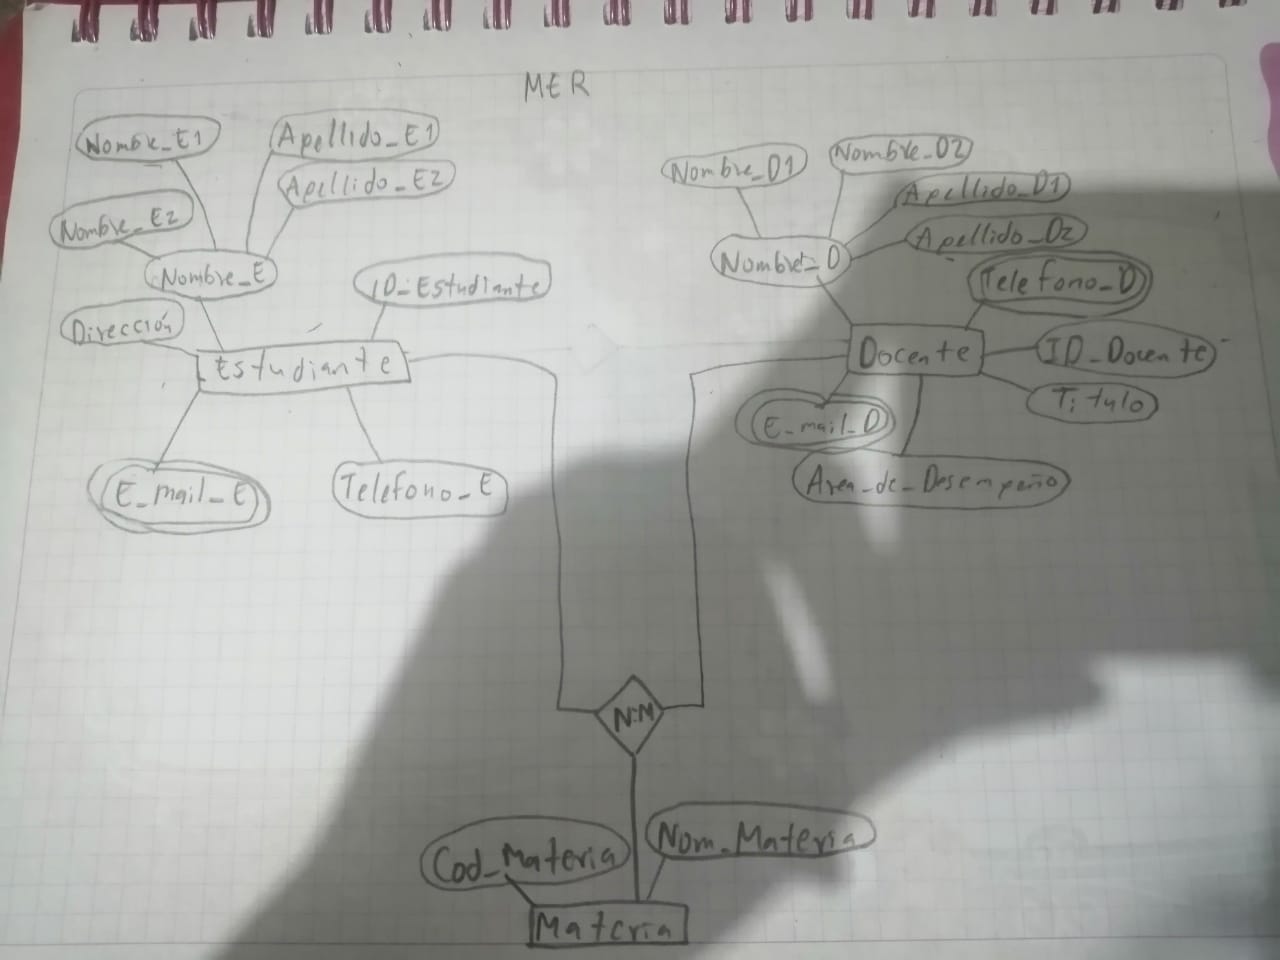 MER
Nombre_E1
Apellido_E1
Apellido_E2
Nombre_E2
Nombre_E
ID_Estudiante
Dirección
Estudiante
E_mail_E
Telefono_E
Nombre_D1
Nombre_D2
Apellido_D1
Apellido_D2
Nombre_D
Telefono_D
Docente
ID_Docente
Titulo
E_mail_D
Area_de_Desempeño
N:M
Cod_Materia
Nom_Materia
Materia